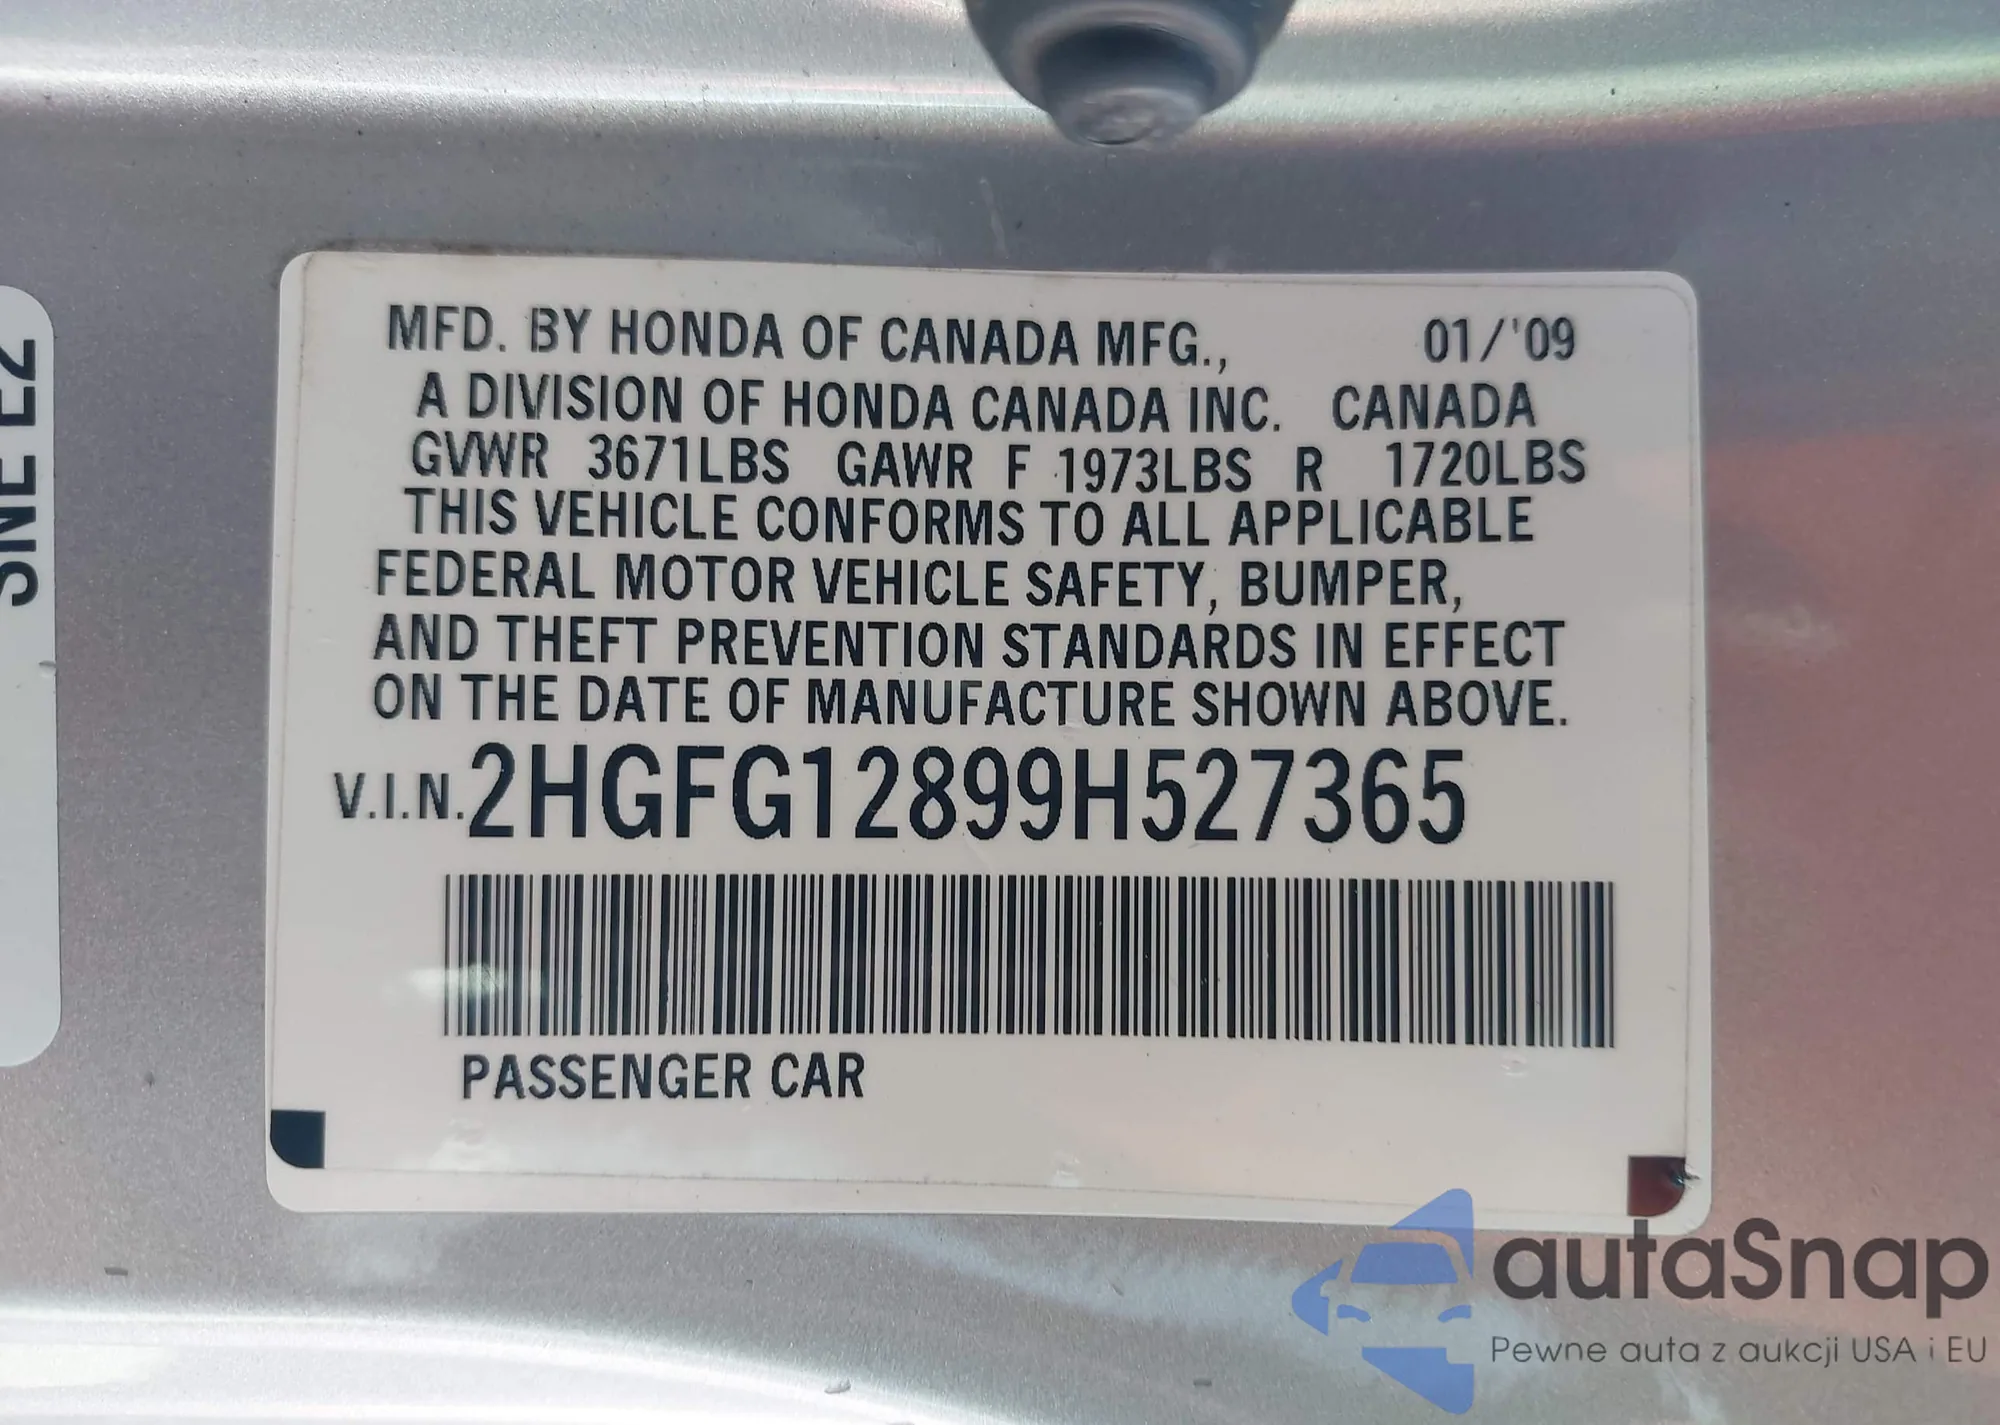 MFD. BY HONDA OF CANADA MFG., 01/'09
A DIVISION OF HONDA CANADA INC. CANADA
GVWR 3671LBS GAWR F 1973LBS R 1720LBS
THIS VEHICLE CONFORMS TO ALL APPLICABLE
FEDERAL MOTOR VEHICLE SAFETY, BUMPER,
AND THEFT PREVENTION STANDARDS IN EFFECT
ON THE DATE OF MANUFACTURE SHOWN ABOVE.
V.I.N. 2HGFG12899H527365
PASSENGER CAR
SNE E2
autaSnap
Pewne auta z aukcji USA i EU